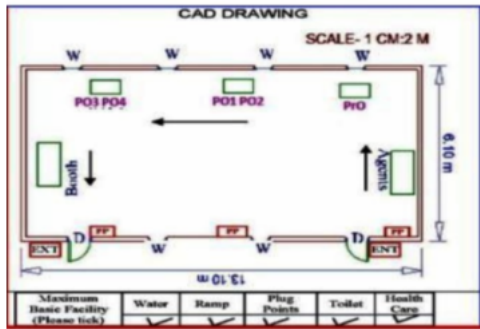 CAD DRAWING
SCALE- 1 CM:2 M
W W W W
PO3 PO4 PO1 PO2 PrO
Booth Agents
6.10 m
PP PP PP
D W W D
EXT ENT
13.10 m
Maximum Basic Facility (Please tick) Water Ramp Plug Points Toilet Health Care